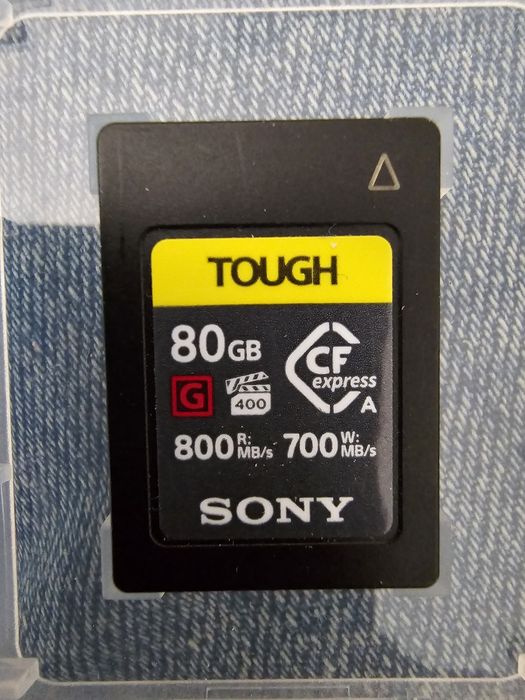 TOUGH
80GB
CF
express
A
G
400
800 R: MB/s 700 W: MB/s
SONY